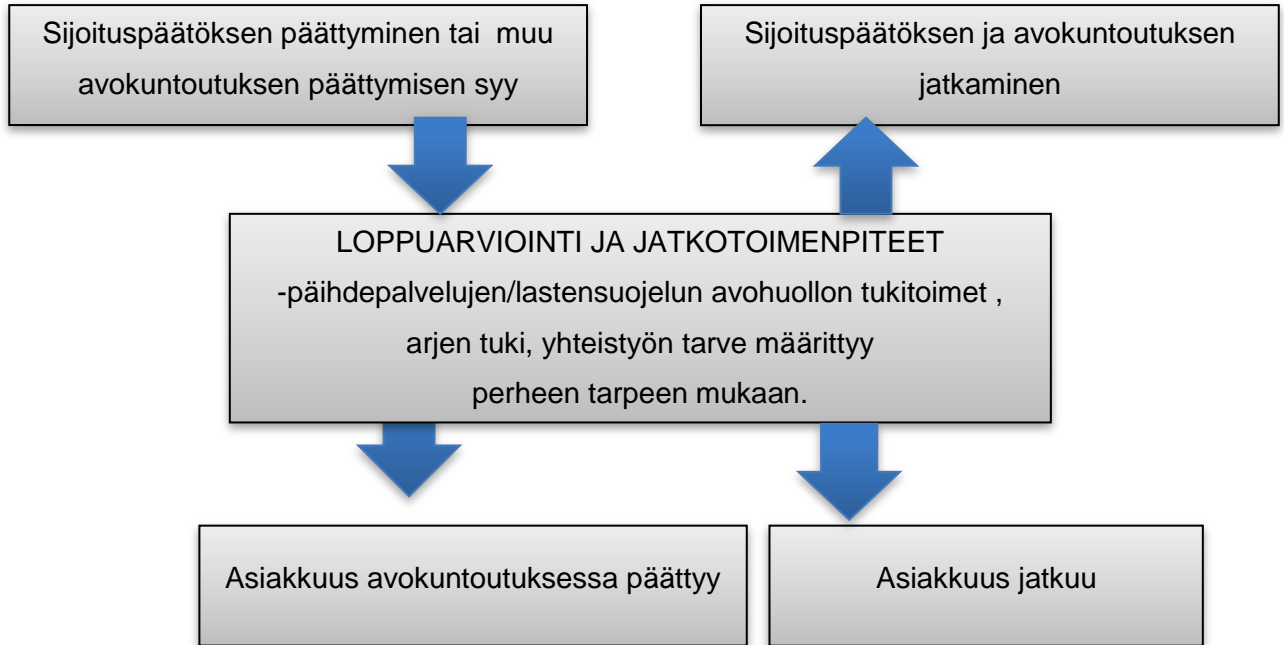 Sijoituspäätöksen päättyminen tai  muu
avokuntoutuksen päättymisen syy
Sijoituspäätöksen ja avokuntoutuksen
jatkaminen
LOPPUARVIOINTI JA JATKOTOIMENPITEET
-päihdepalvelujen/lastensuojelun avohuollon tukitoimet ,
arjen tuki, yhteistyön tarve määrittyy
perheen tarpeen mukaan.
Asiakkuus avokuntoutuksessa päättyy
Asiakkuus jatkuu